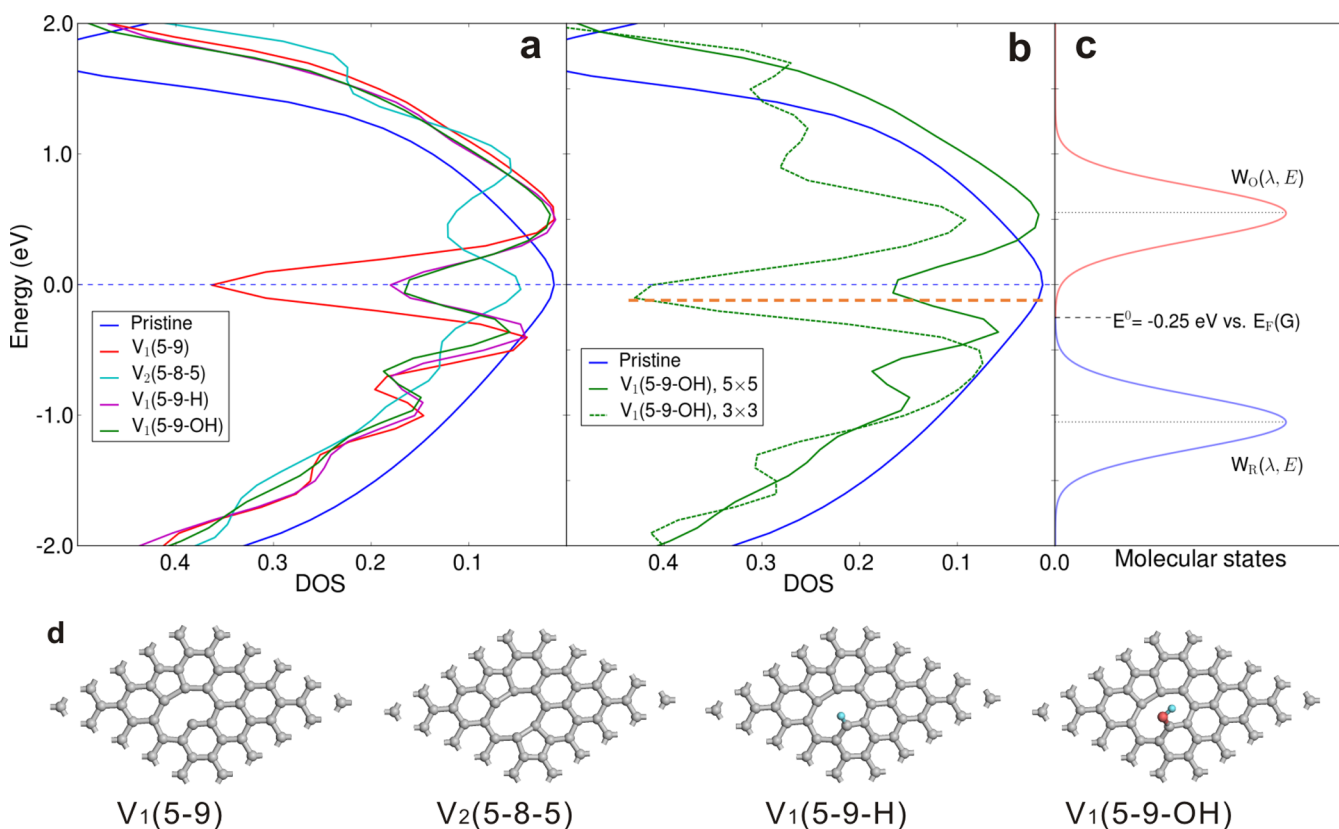 a
b
c
2.0
1.0
0.0
-1.0
-2.0
Energy (eV)
Pristine
V₁(5-9)
V₂(5-8-5)
V₁(5-9-H)
V₁(5-9-OH)
0.4
0.3
0.2
0.1
DOS
Pristine
V₁(5-9-OH), 5×5
V₁(5-9-OH), 3×3
0.4
0.3
0.2
0.1
0.0
DOS
W_O(λ, E)
E⁰= -0.25 eV vs. E_F(G)
W_R(λ, E)
Molecular states
d
V₁(5-9)
V₂(5-8-5)
V₁(5-9-H)
V₁(5-9-OH)